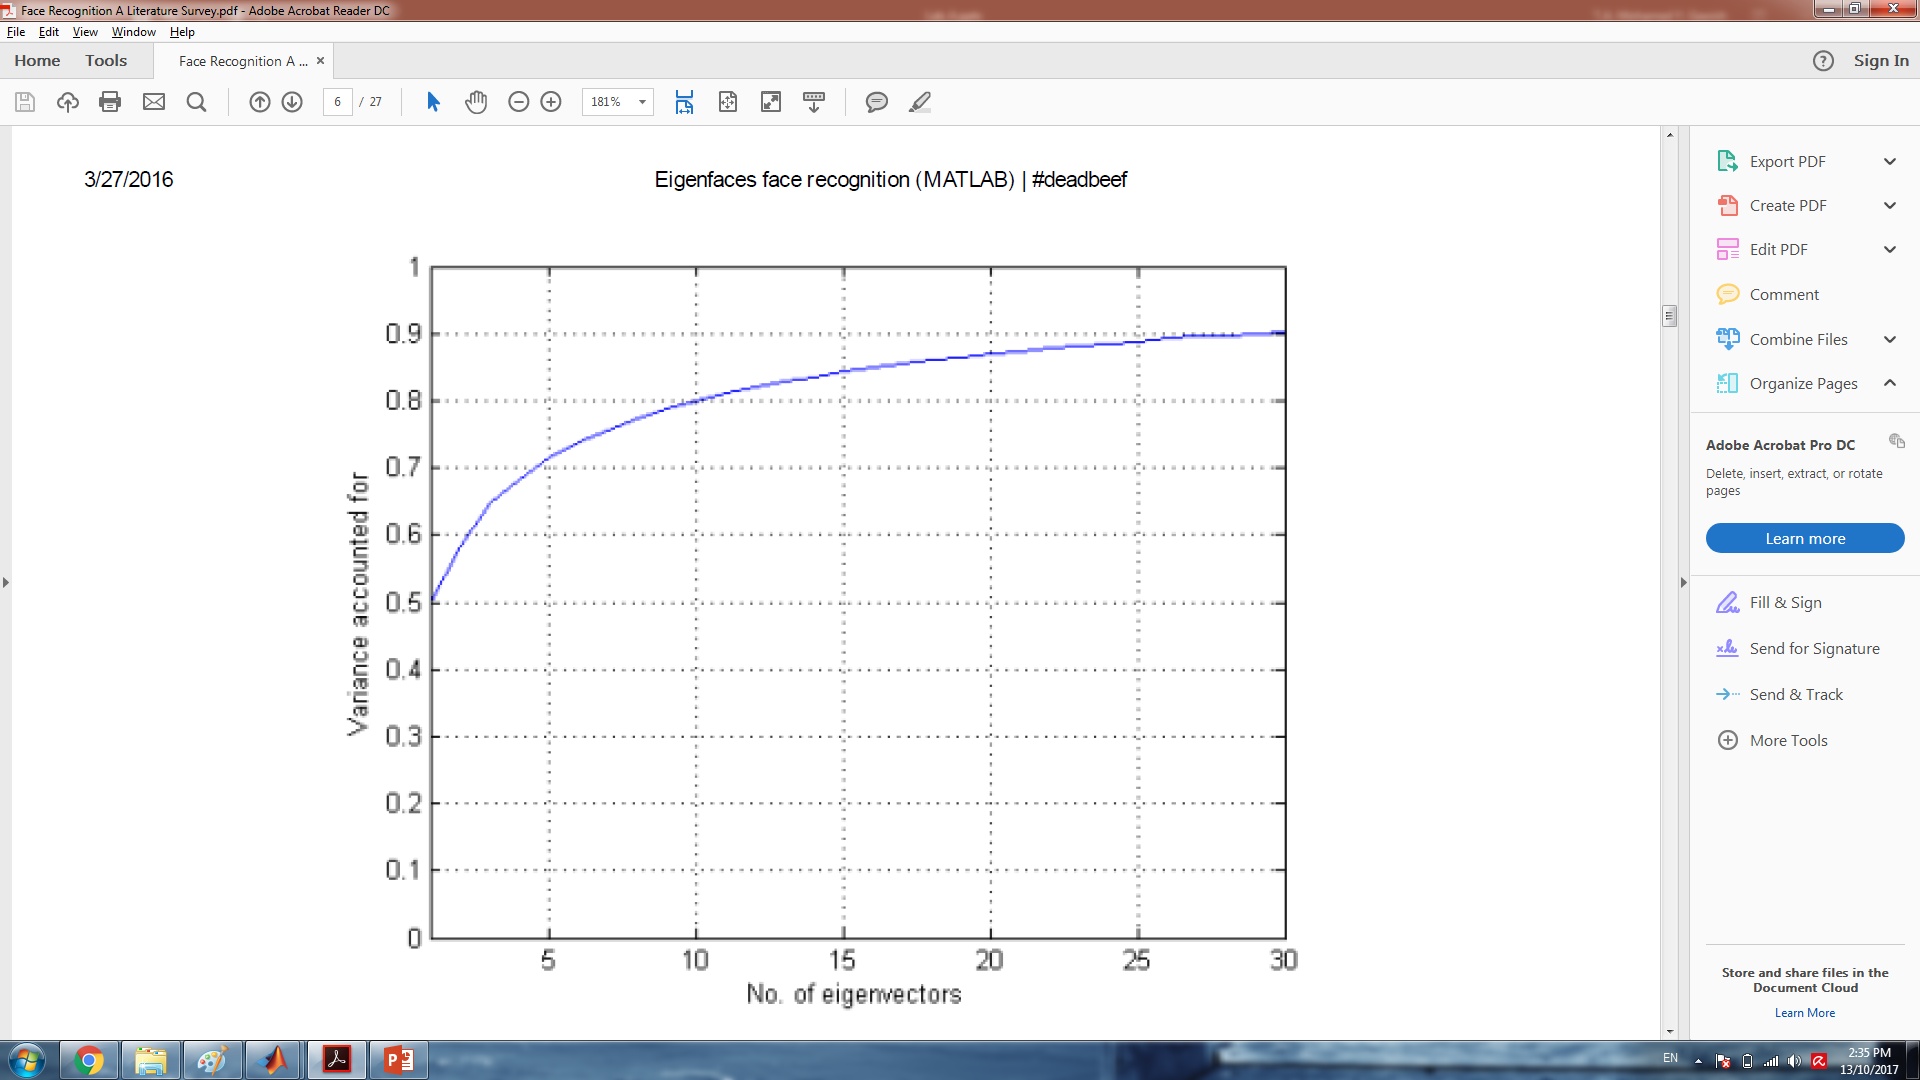 Face Recognition A Literature Survey.pdf - Adobe Acrobat Reader DC
File Edit View Window Help
Home Tools Face Recognition A ... × Sign In
6 / 27 181%
3/27/2016 Eigenfaces face recognition (MATLAB) | #deadbeef
1
0.9
0.8
0.7
0.6
0.5
0.4
0.3
0.2
0.1
0
Variance accounted for
5 10 15 20 25 30
No. of eigenvectors
Export PDF
Create PDF
Edit PDF
Comment
Combine Files
Organize Pages
Adobe Acrobat Pro DC
Delete, insert, extract, or rotate
pages
Learn more
Fill & Sign
Send for Signature
Send & Track
More Tools
Store and share files in the
Document Cloud
Learn More
EN
2:35 PM
13/10/2017